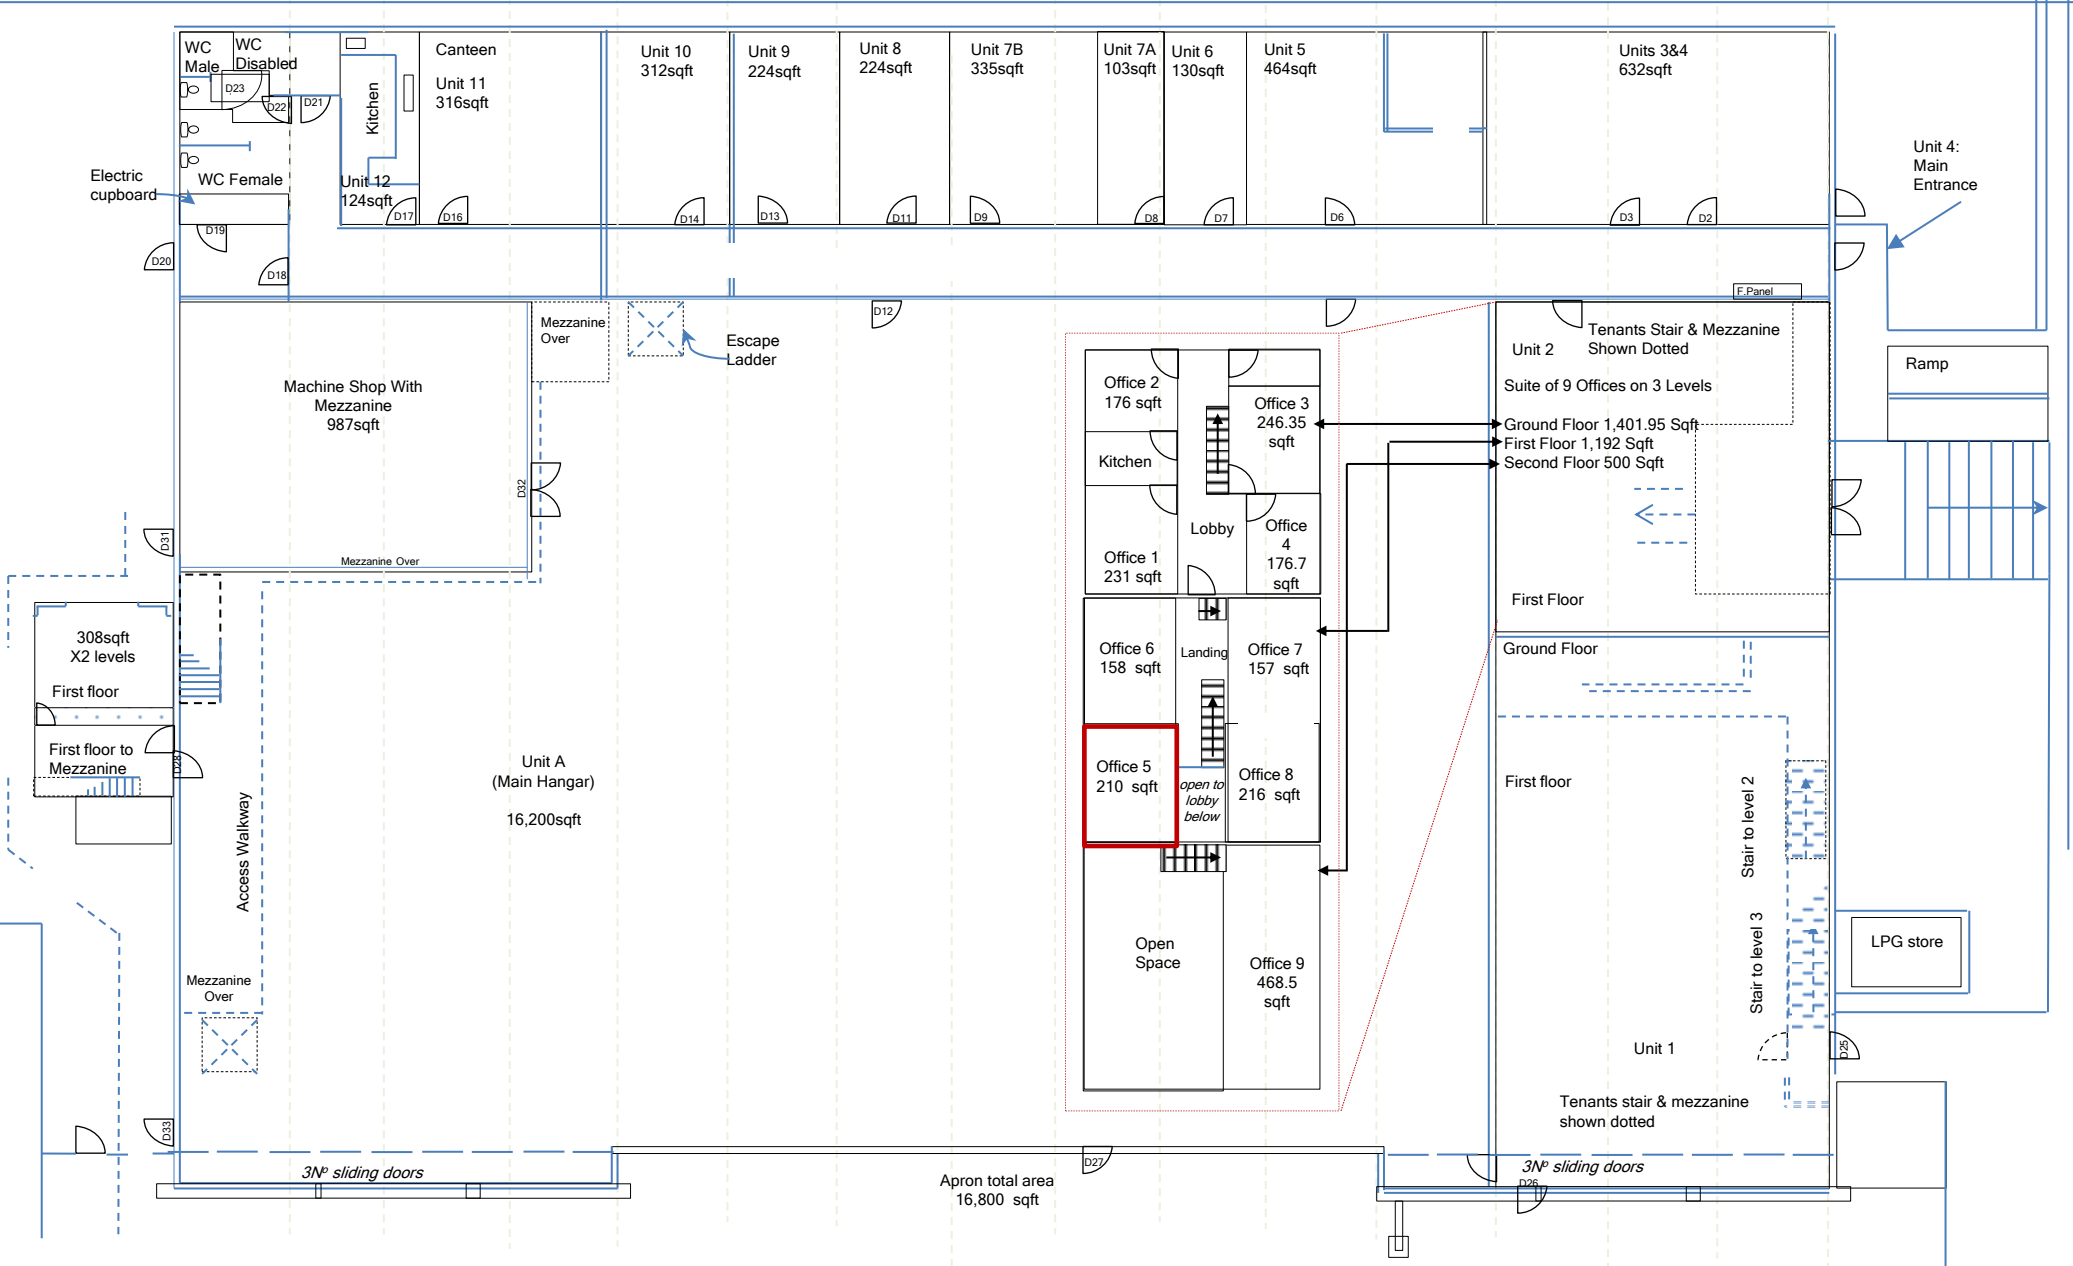 WC
Male
WC
Disabled
D23
D22
D21
Kitchen
Canteen
Unit 11
316sqft
Unit 10
312sqft
Unit 9
224sqft
Unit 8
224sqft
Unit 7B
335sqft
Unit 7A
103sqft
Unit 6
130sqft
Unit 5
464sqft
Units 3&4
632sqft
Unit 4:
Main
Entrance
Electric
cupboard
WC Female
Unit 12
124sqft
D17
D16
D14
D13
D11
D9
D8
D7
D6
D3
D2
D19
D20
D18
F.Panel
D12
Mezzanine
Over
Escape
Ladder
Machine Shop With
Mezzanine
987sqft
D32
Mezzanine Over
D31
Office 2
176 sqft
Office 3
246.35
sqft
Kitchen
Lobby
Office 1
231 sqft
Office
4
176.7
sqft
Unit 2
Tenants Stair & Mezzanine
Shown Dotted
Suite of 9 Offices on 3 Levels
Ground Floor 1,401.95 Sqft
First Floor 1,192 Sqft
Second Floor 500 Sqft
First Floor
Ramp
308sqft
X2 levels
First floor
First floor to
Mezzanine
D28
Access Walkway
Unit A
(Main Hangar)
16,200sqft
Office 6
158 sqft
Landing
Office 7
157 sqft
Office 5
210 sqft
open to
lobby
below
Office 8
216 sqft
Ground Floor
First floor
Stair to level 2
Stair to level 3
LPG store
Open
Space
Office 9
468.5
sqft
Mezzanine
Over
Unit 1
D25
Tenants stair & mezzanine
shown dotted
D33
3Nº sliding doors
D27
Apron total area
16,800 sqft
3Nº sliding doors
D26